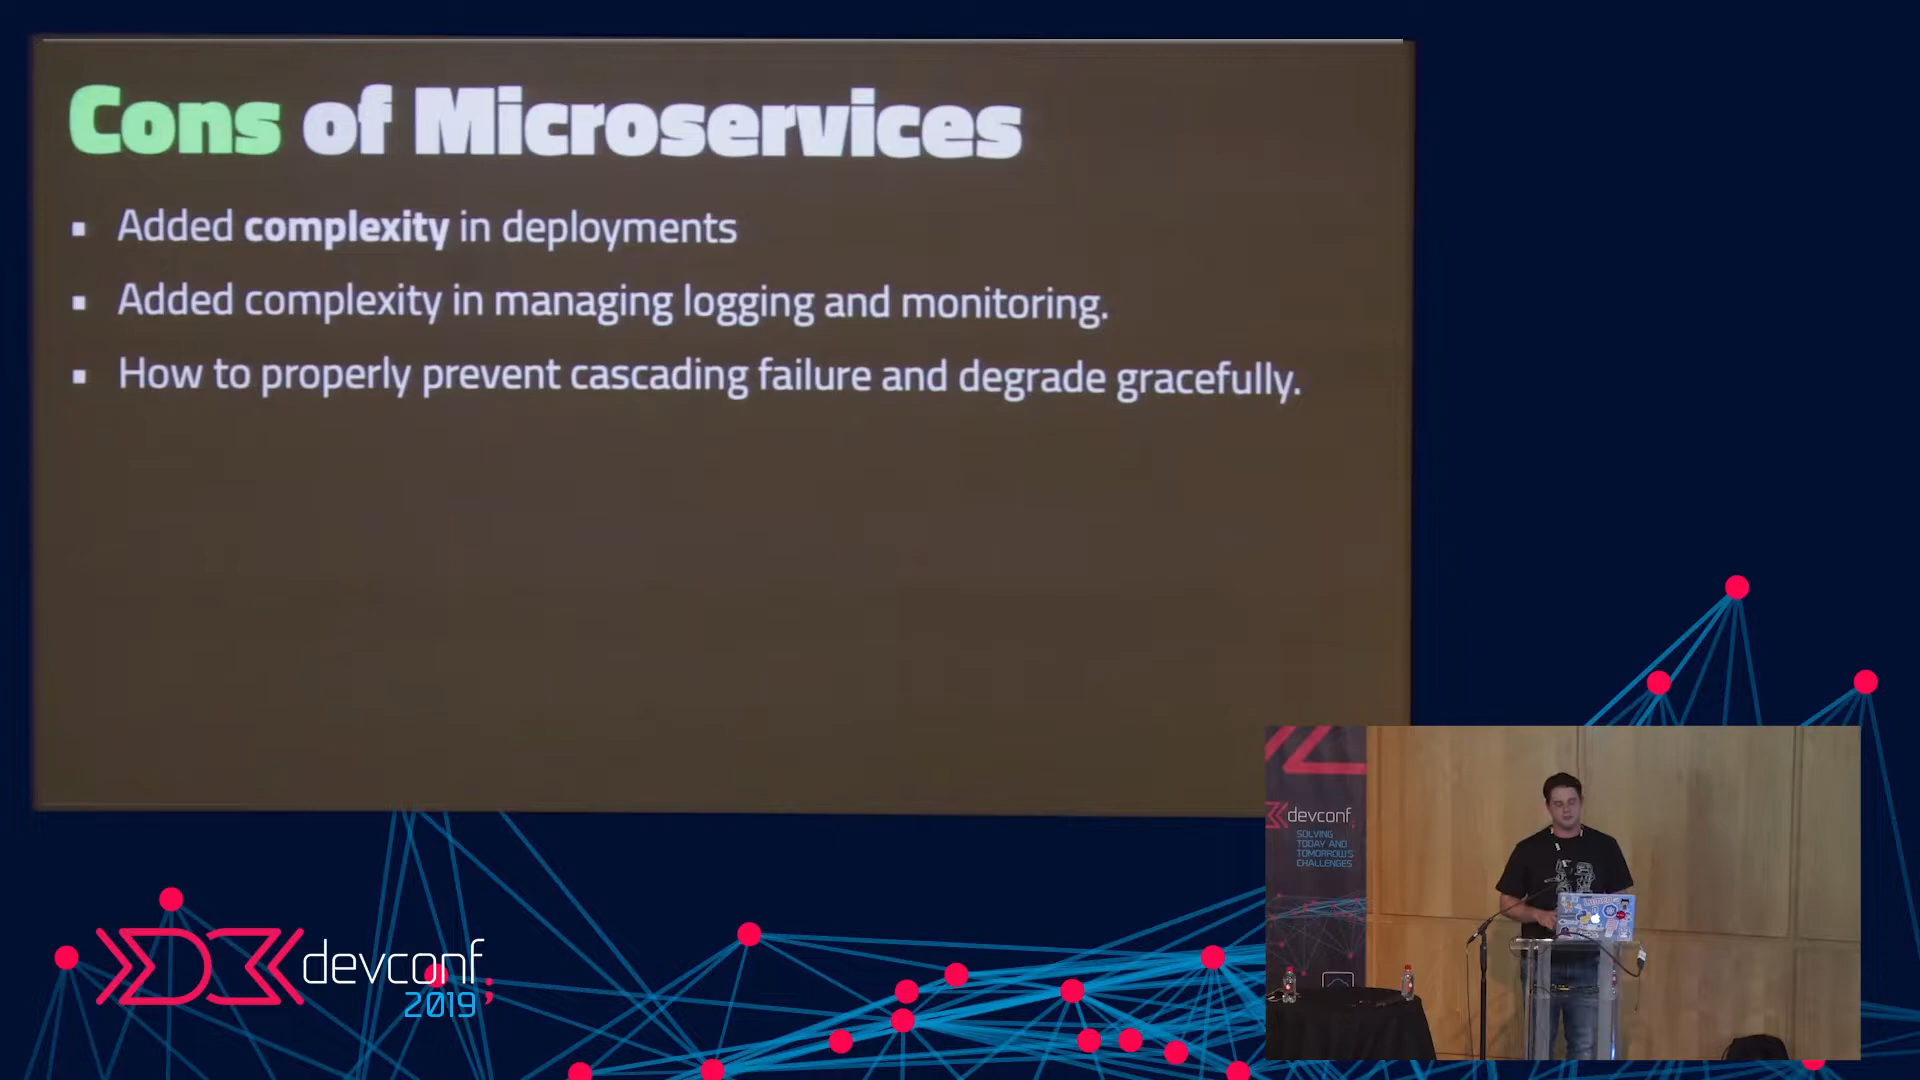 Cons of Microservices
Added complexity in deployments
Added complexity in managing logging and monitoring.
How to properly prevent cascading failure and degrade gracefully.
devconf;
2019
devconf;
SOLVING
TODAY AND
TOMORROW'S
CHALLENGES